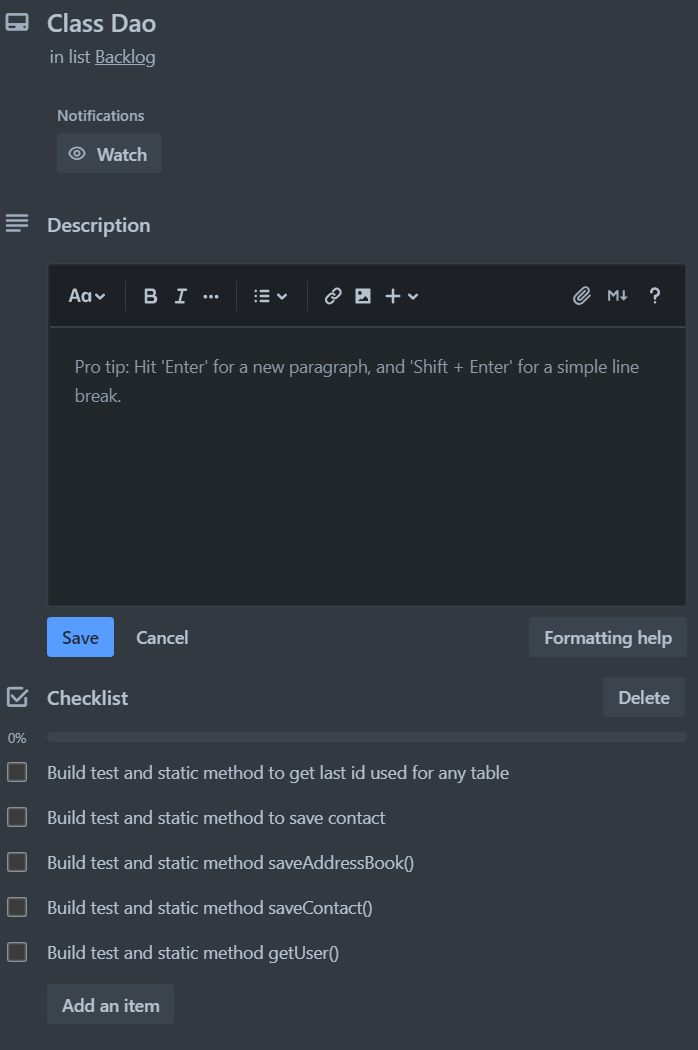 Class Dao
in list Backlog
Notifications
Watch
Description
Aa B I ... M↓ ?
Pro tip: Hit 'Enter' for a new paragraph, and 'Shift + Enter' for a simple line
break.
Save Cancel Formatting help
Checklist Delete
0%
Build test and static method to get last id used for any table
Build test and static method to save contact
Build test and static method saveAddressBook()
Build test and static method saveContact()
Build test and static method getUser()
Add an item